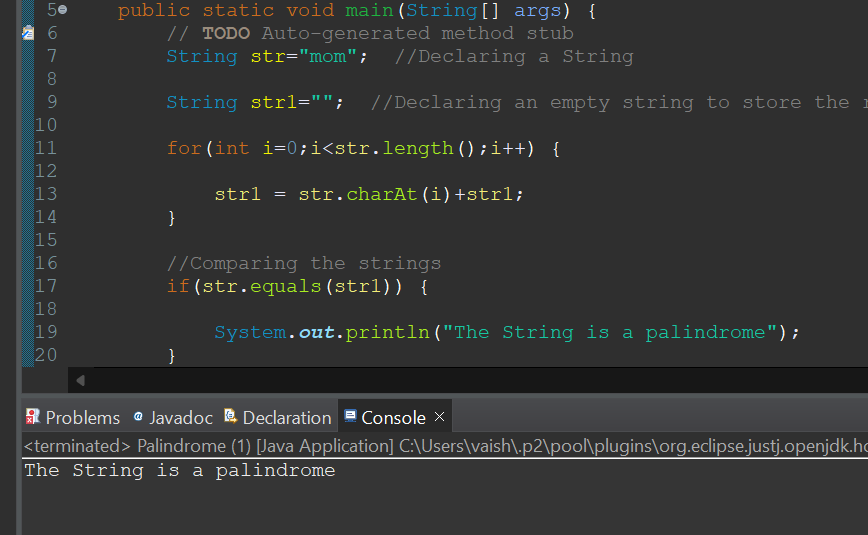 5 public static void main(String[] args) {
6 // TODO Auto-generated method stub
7 String str="mom"; //Declaring a String
8
9 String str1=""; //Declaring an empty string to store the
10
11 for(int i=0;i<str.length();i++) {
12
13 str1 = str.charAt(i)+str1;
14 }
15
16 //Comparing the strings
17 if(str.equals(str1)) {
18
19 System.out.println("The String is a palindrome");
20 }
Problems @ Javadoc Declaration Console ×
<terminated> Palindrome (1) [Java Application] C:\Users\vaish\.p2\pool\plugins\org.eclipse.justj.openjdk.ho
The String is a palindrome